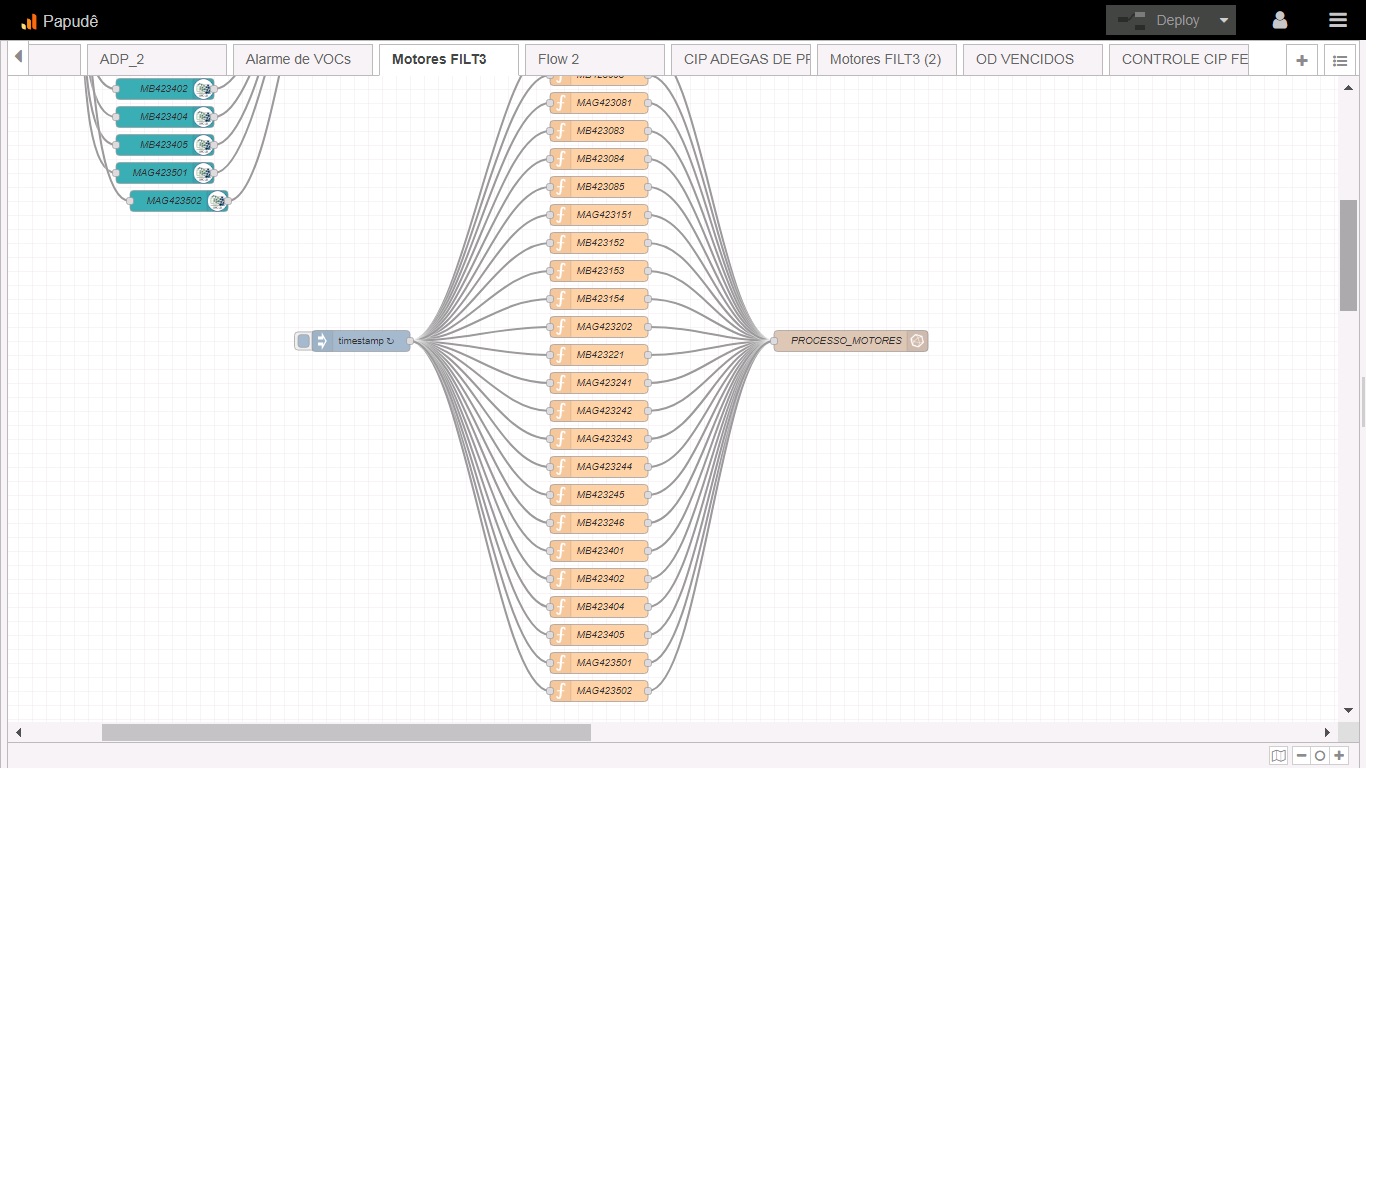 Papudê
Deploy
ADP_2
Alarme de VOCs
Motores FILT3
Flow 2
CIP ADEGAS DE PF
Motores FILT3 (2)
OD VENCIDOS
CONTROLE CIP FE
MB423402
MB423404
MB423405
MAG423501
MAG423502
timestamp ↻
MAG423081
MB423083
MB423084
MB423085
MAG423151
MB423152
MB423153
MB423154
MAG423202
MB423221
MAG423241
MAG423242
MAG423243
MAG423244
MB423245
MB423246
MB423401
MB423402
MB423404
MB423405
MAG423501
MAG423502
PROCESSO_MOTORES